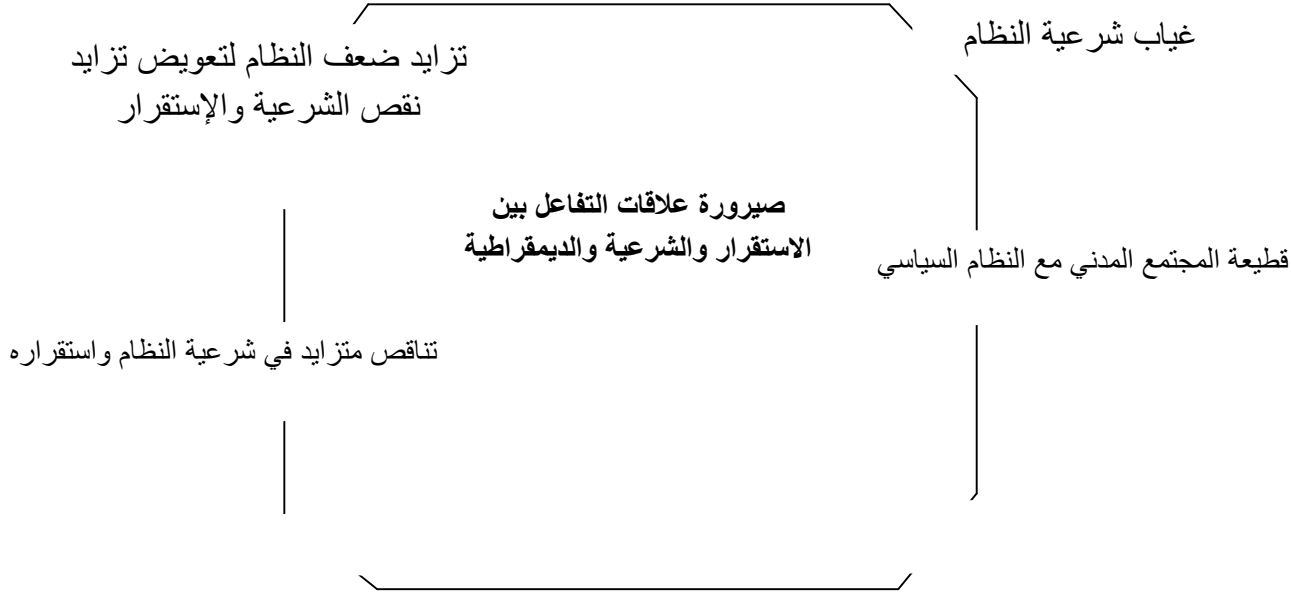 غياب شرعية النظام
تزايد ضعف النظام لتعويض تزايد
نقص الشرعية والإستقرار
صيرورة علاقات التفاعل بين
الاستقرار والشرعية والديمقراطية
قطيعة المجتمع المدني مع النظام السياسي
تناقص متزايد في شرعية النظام واستقراره